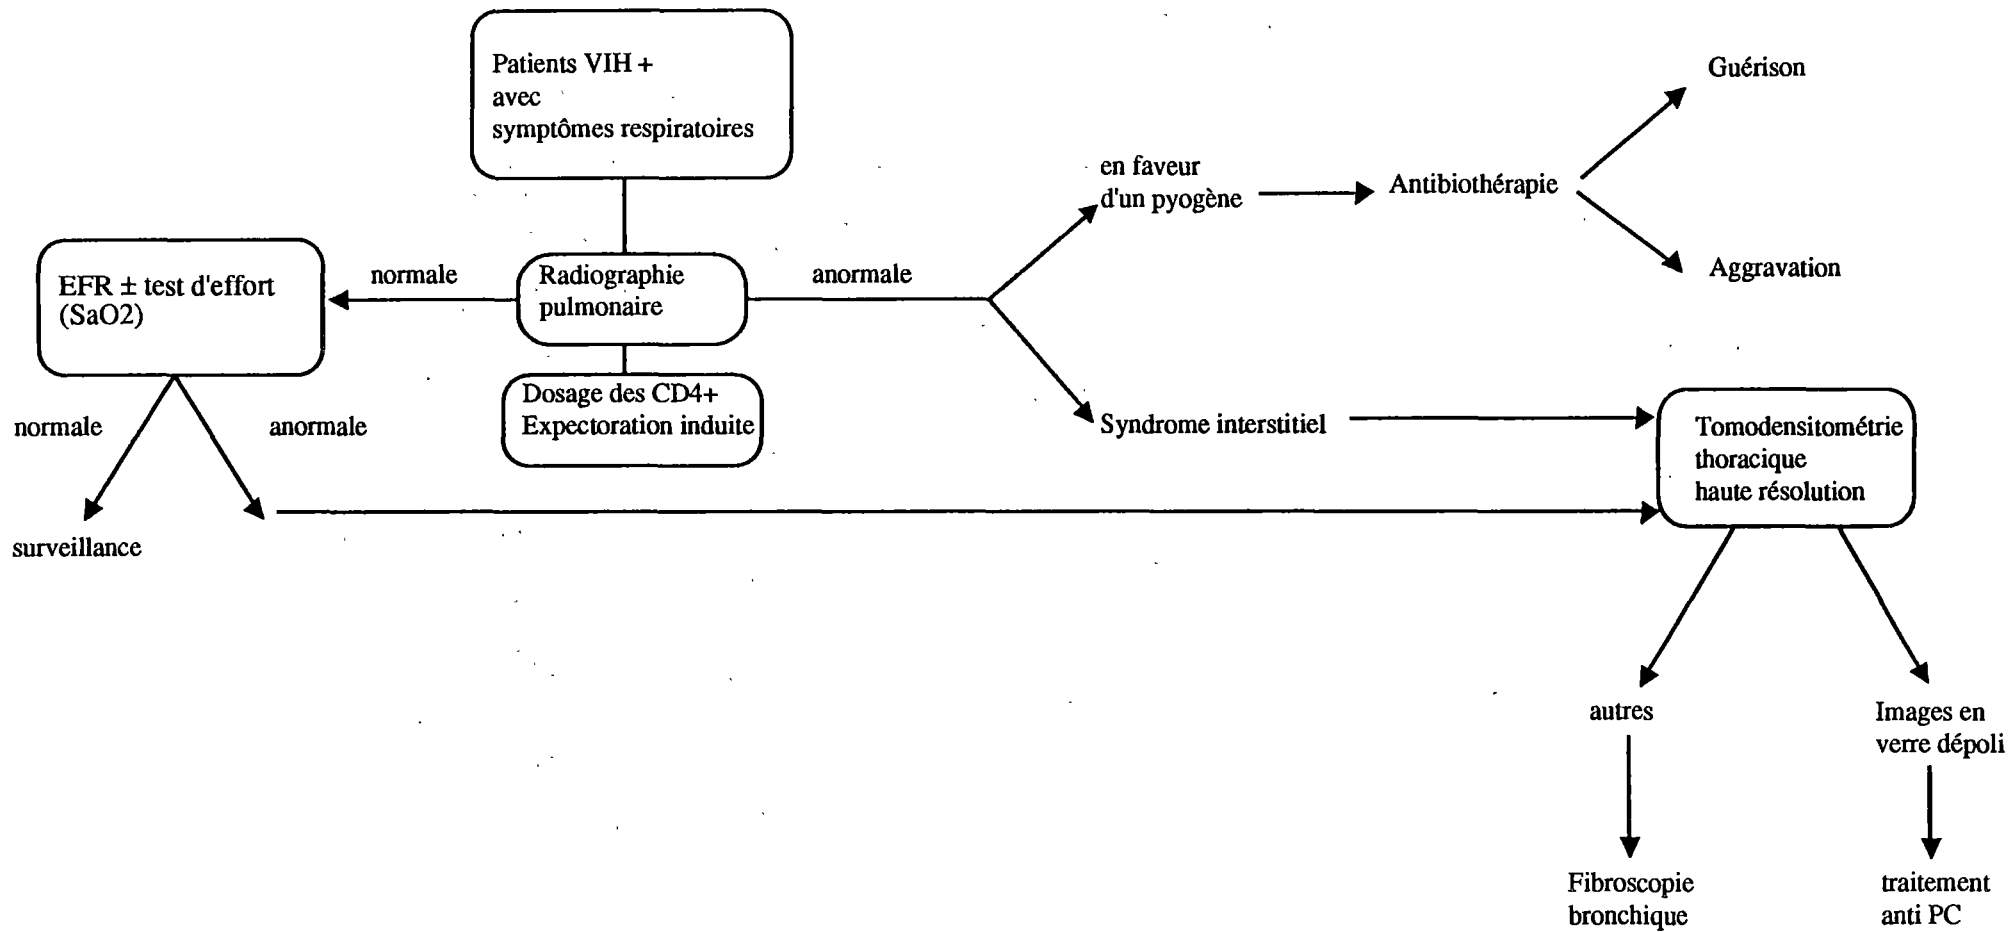 Patients VIH +
avec
symptômes respiratoires
Guérison
en faveur
d'un pyogène
Antibiothérapie
Aggravation
EFR ± test d'effort
(SaO2)
normale
Radiographie
pulmonaire
anormale
Dosage des CD4+
Expectoration induite
normale
anormale
surveillance
Syndrome interstitiel
Tomodensitométrie
thoracique
haute résolution
autres
Images en
verre dépoli
Fibroscopie
bronchique
traitement
anti PC